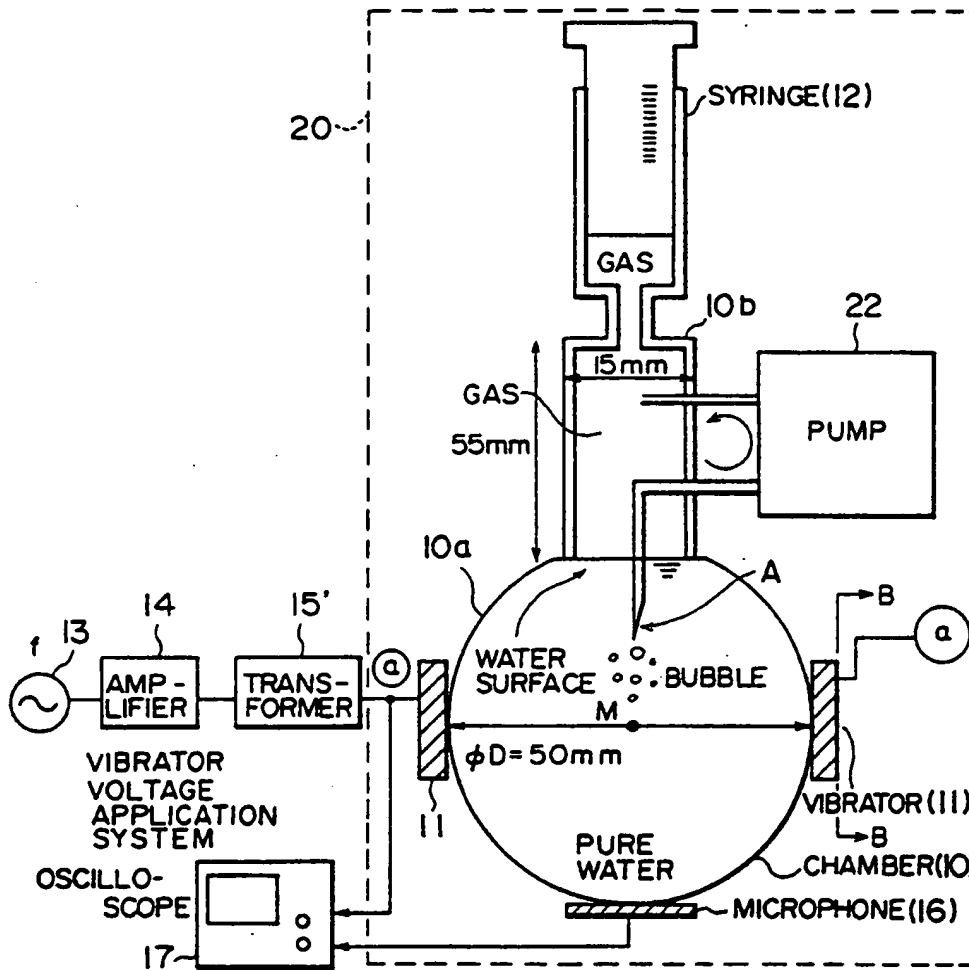 SYRINGE(12)
20
GAS
10b
22
15mm
GAS
PUMP
55mm
10a
A
B
a
14
15'
f
13
a
WATER
SURFACE
BUBBLE
AMP-
LIFIER
TRANS-
FORMER
M
φD=50mm
VIBRATOR
VOLTAGE
APPLICATION
SYSTEM
11
VIBRATOR(11)
B
PURE
WATER
CHAMBER(10)
OSCILLO-
SCOPE
MICROPHONE(16)
17